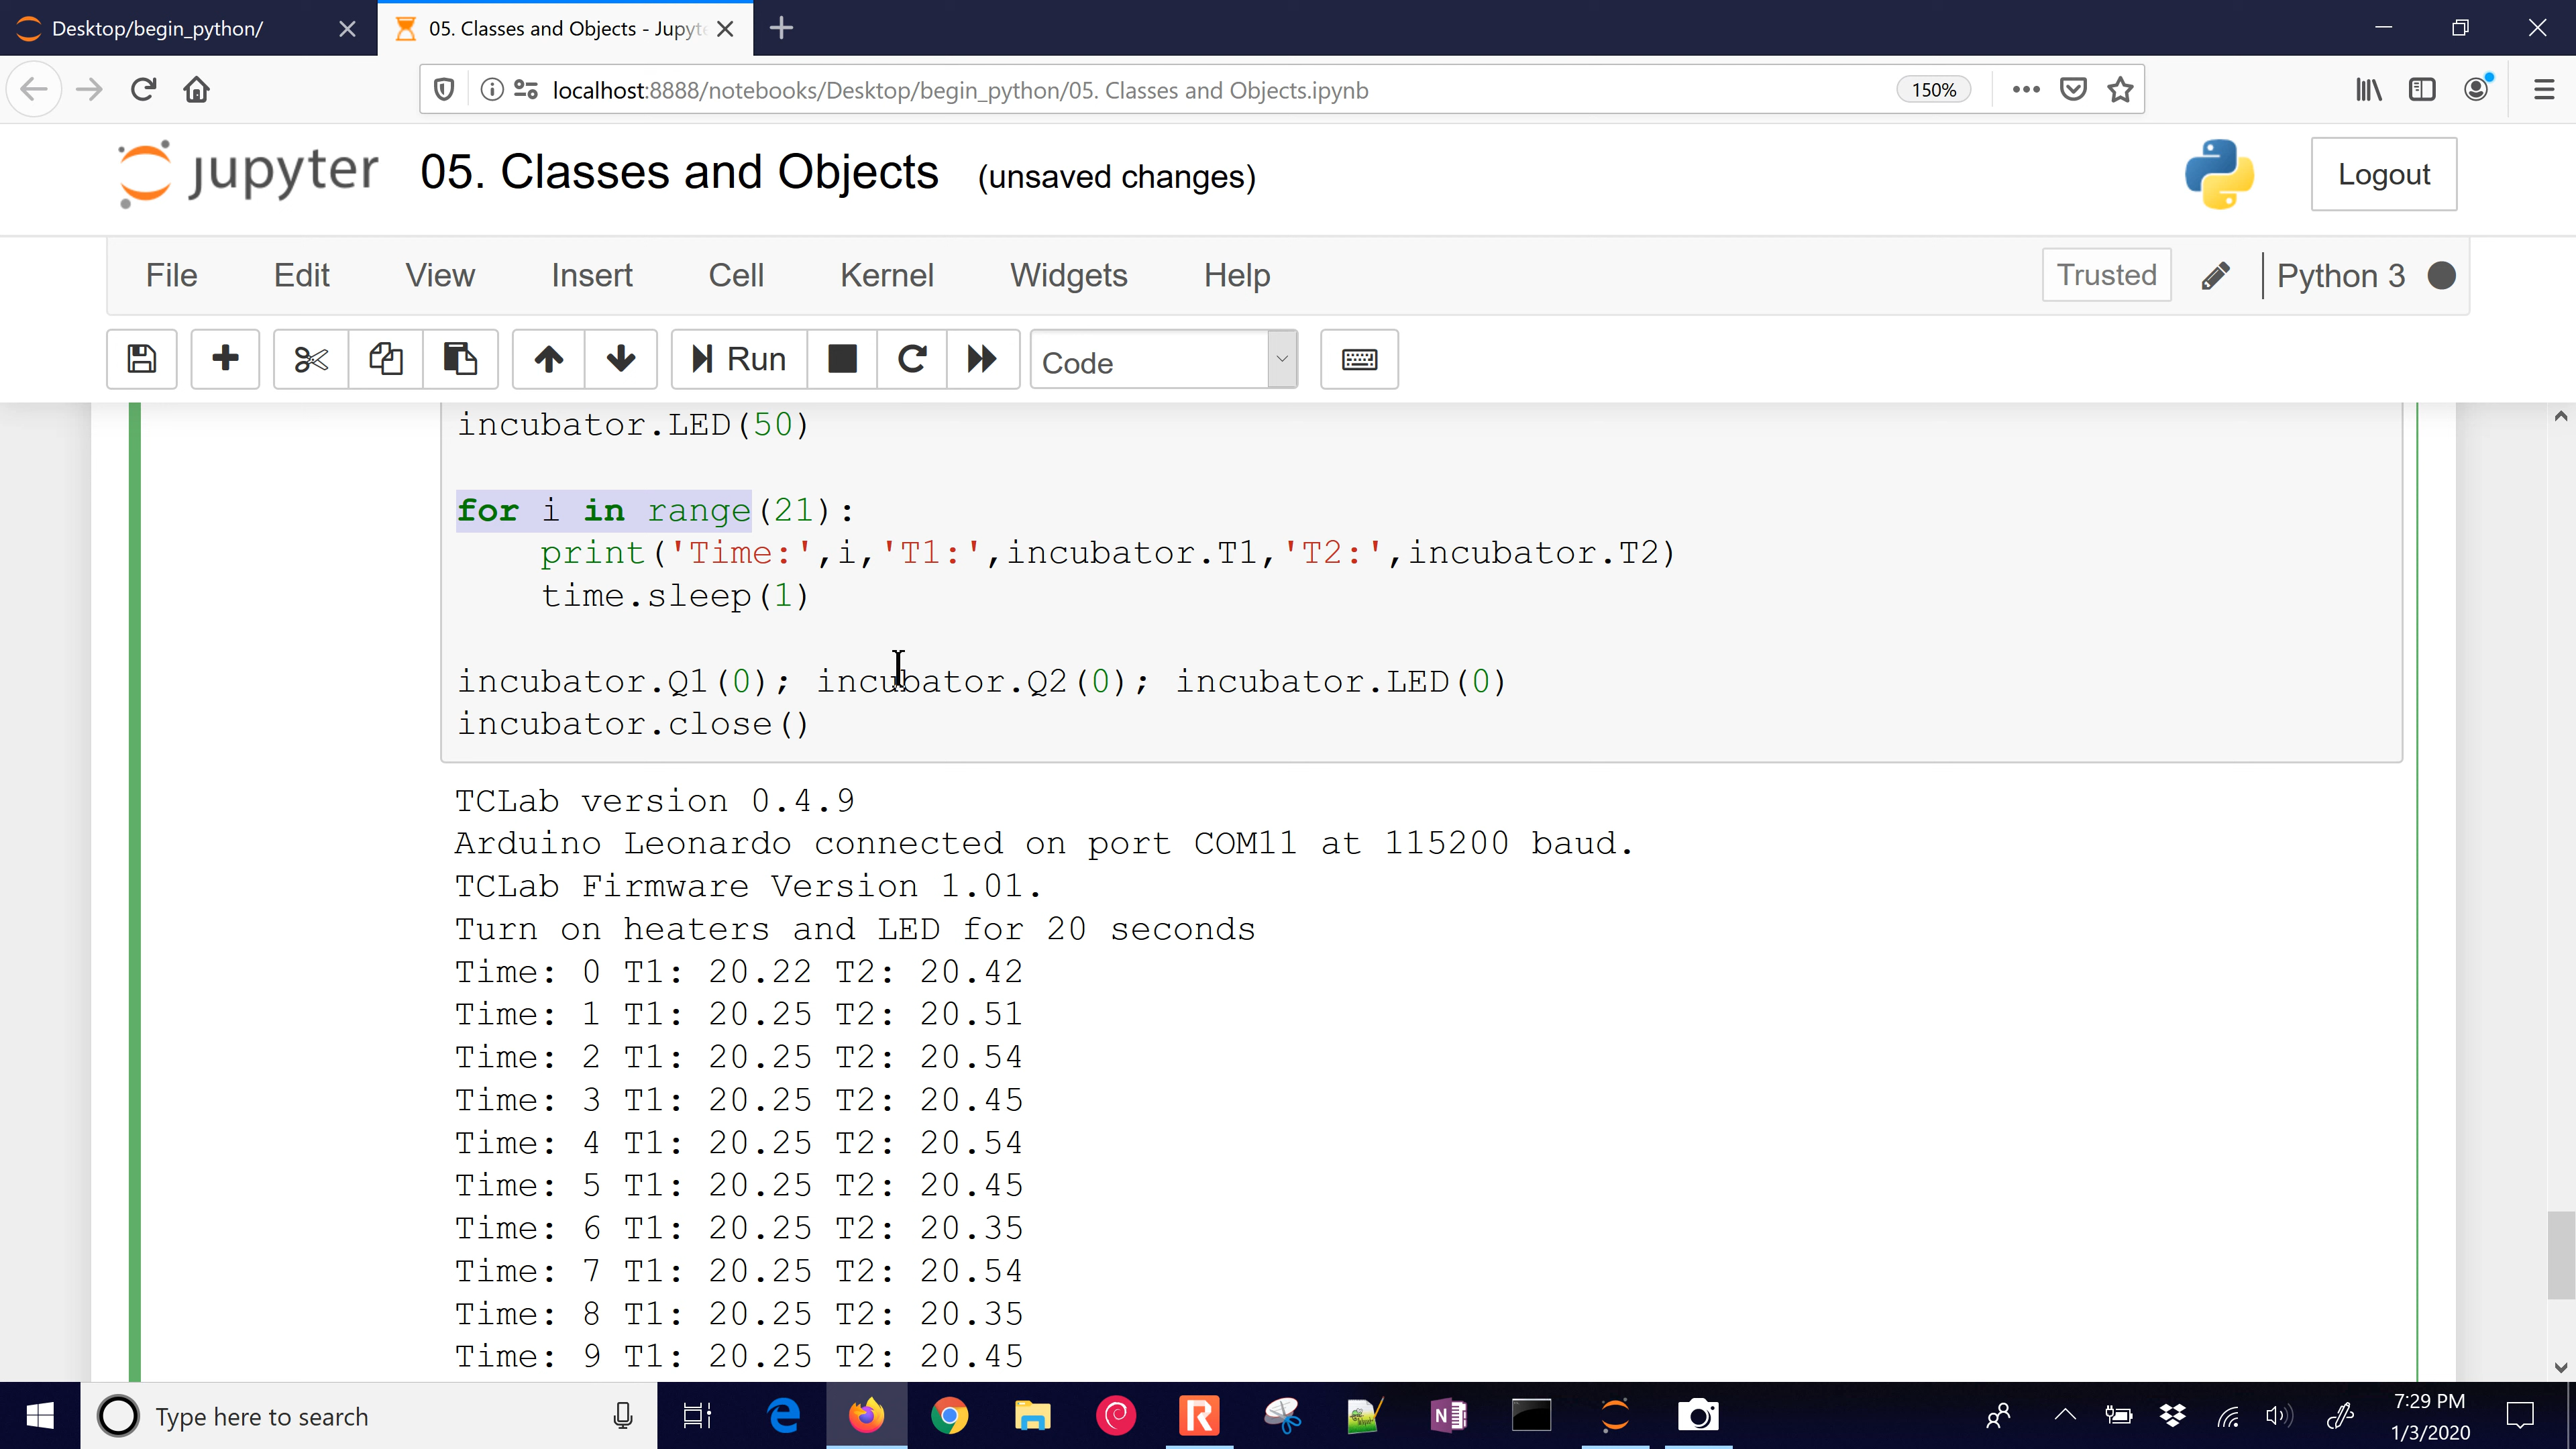 Desktop/begin_python/
05. Classes and Objects - Jupyt
localhost:8888/notebooks/Desktop/begin_python/05. Classes and Objects.ipynb
150%
jupyter 05. Classes and Objects (unsaved changes)
Logout
File Edit View Insert Cell Kernel Widgets Help
Trusted
Python 3
Run
Code
incubator.LED(50)
for i in range(21):
print('Time:',i,'T1:',incubator.T1,'T2:',incubator.T2)
time.sleep(1)
incubator.Q1(0); incubator.Q2(0); incubator.LED(0)
incubator.close()
TCLab version 0.4.9
Arduino Leonardo connected on port COM11 at 115200 baud.
TCLab Firmware Version 1.01.
Turn on heaters and LED for 20 seconds
Time: 0 T1: 20.22 T2: 20.42
Time: 1 T1: 20.25 T2: 20.51
Time: 2 T1: 20.25 T2: 20.54
Time: 3 T1: 20.25 T2: 20.45
Time: 4 T1: 20.25 T2: 20.54
Time: 5 T1: 20.25 T2: 20.45
Time: 6 T1: 20.25 T2: 20.35
Time: 7 T1: 20.25 T2: 20.54
Time: 8 T1: 20.25 T2: 20.35
Time: 9 T1: 20.25 T2: 20.45
Type here to search
7:29 PM
1/3/2020